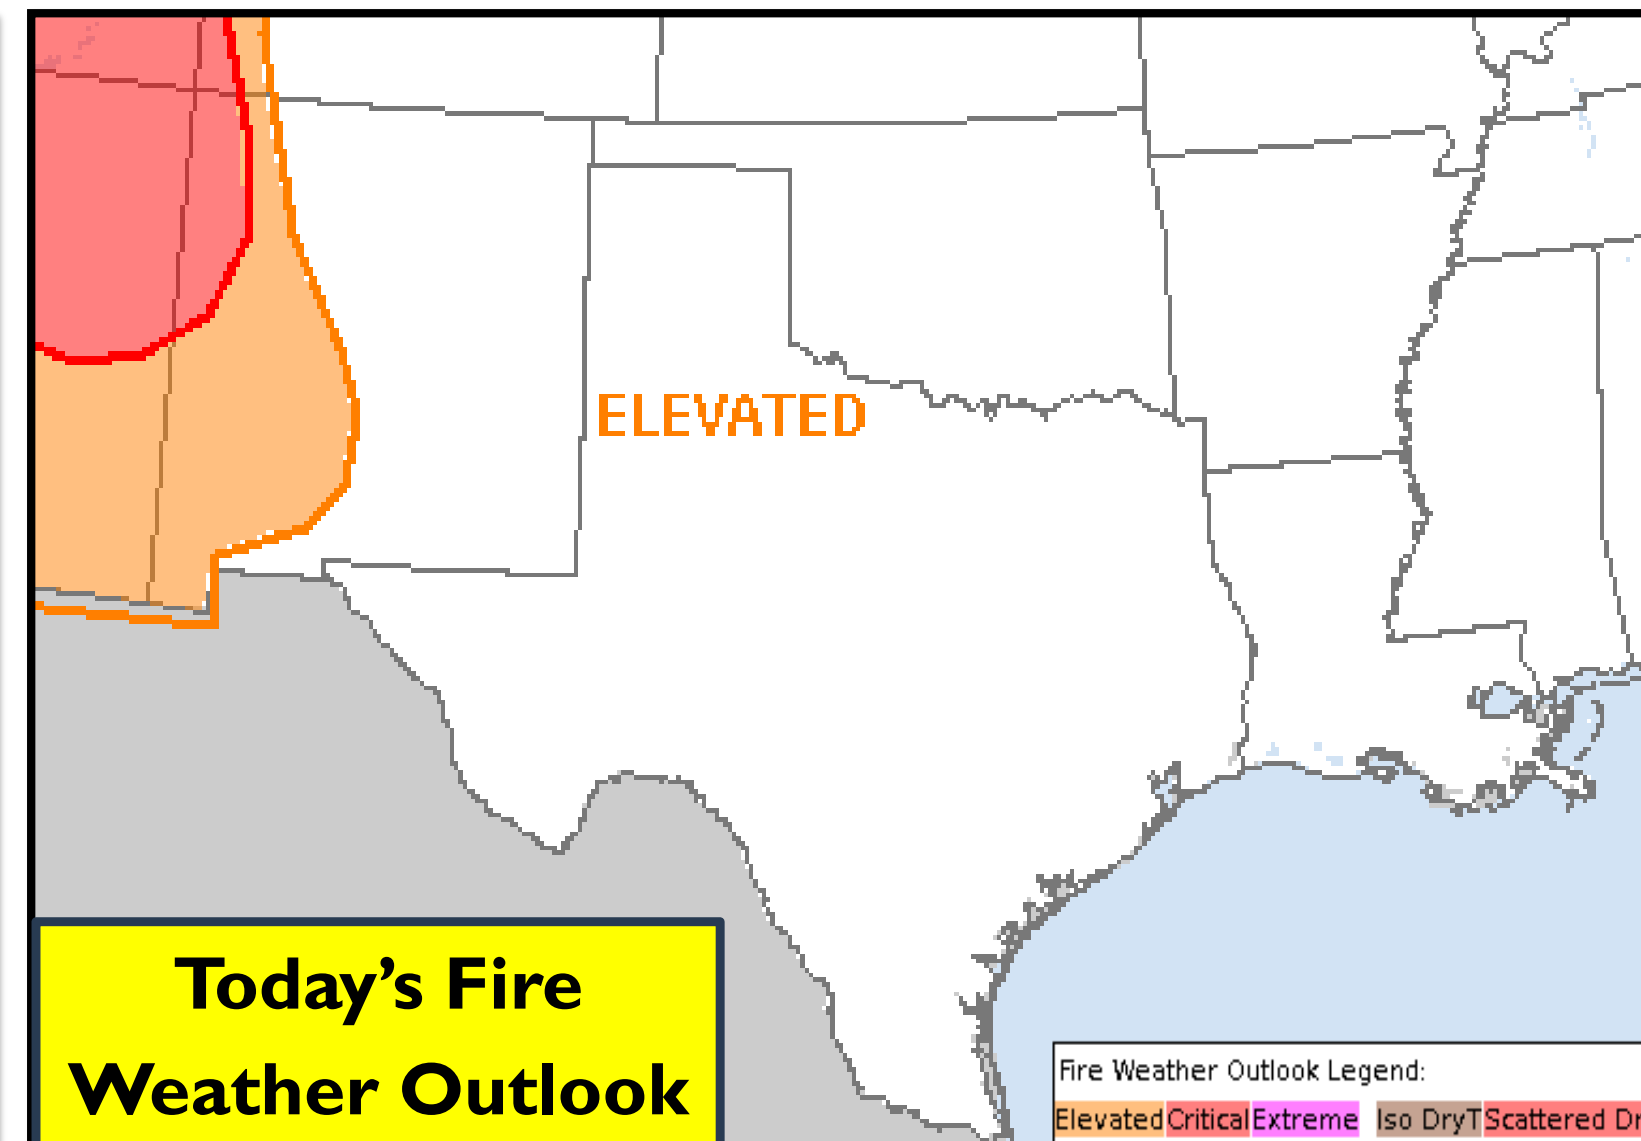 ELEVATED
Today's Fire
Weather Outlook
Fire Weather Outlook Legend:
Elevated Critical Extreme Iso DryT Scattered